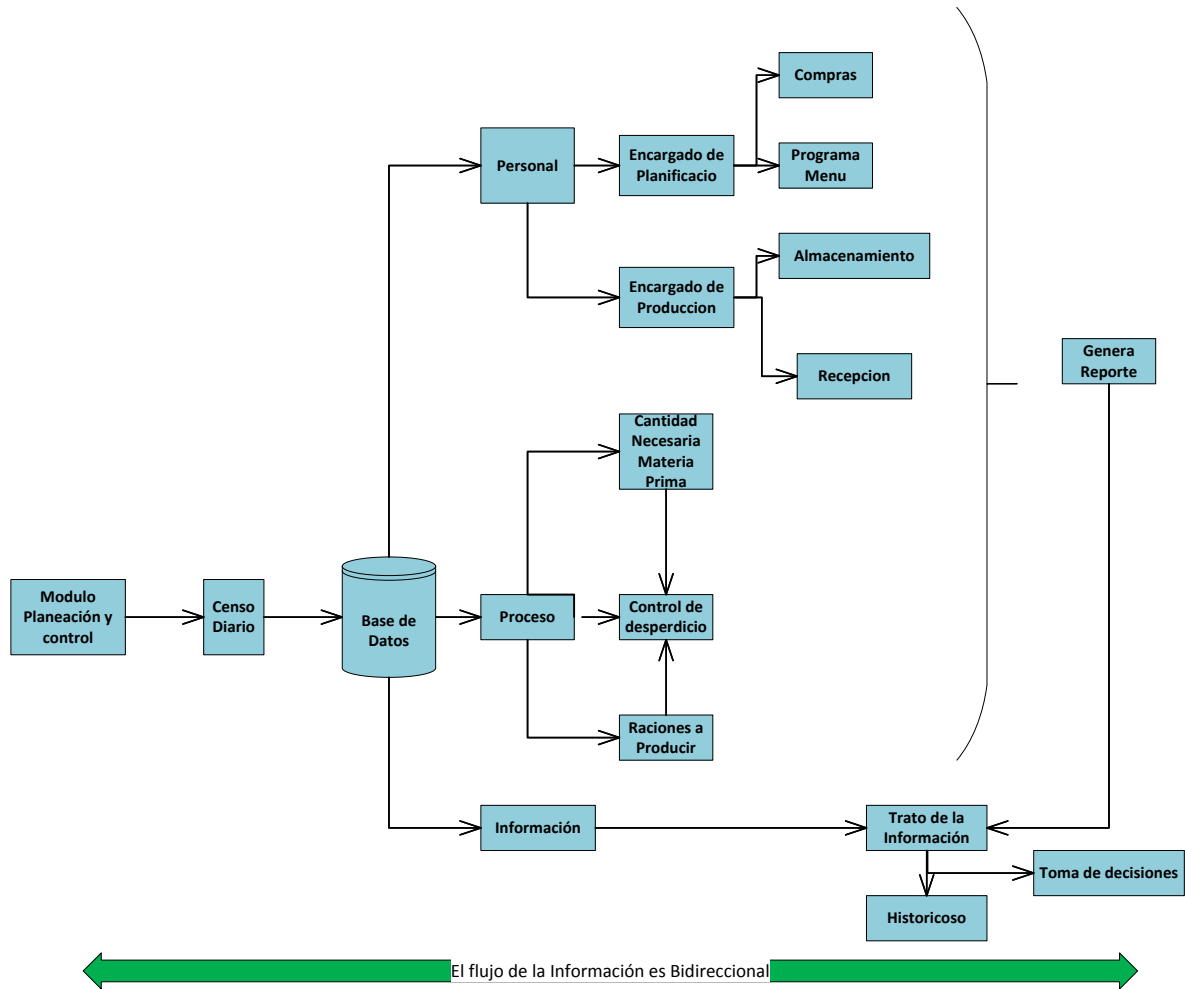 Compras
Programa
Menu
Personal
Encargado de
Planificacio
Almacenamiento
Encargado de
Produccion
Recepcion
Genera
Reporte
Cantidad
Necesaria
Materia
Prima
Modulo
Planeación y
control
Censo
Diario
Base de
Datos
Proceso
Control de
desperdicio
Raciones a
Producir
Información
Trato de la
Información
Toma de decisiones
Historicoso
El flujo de la Información es Bidireccional